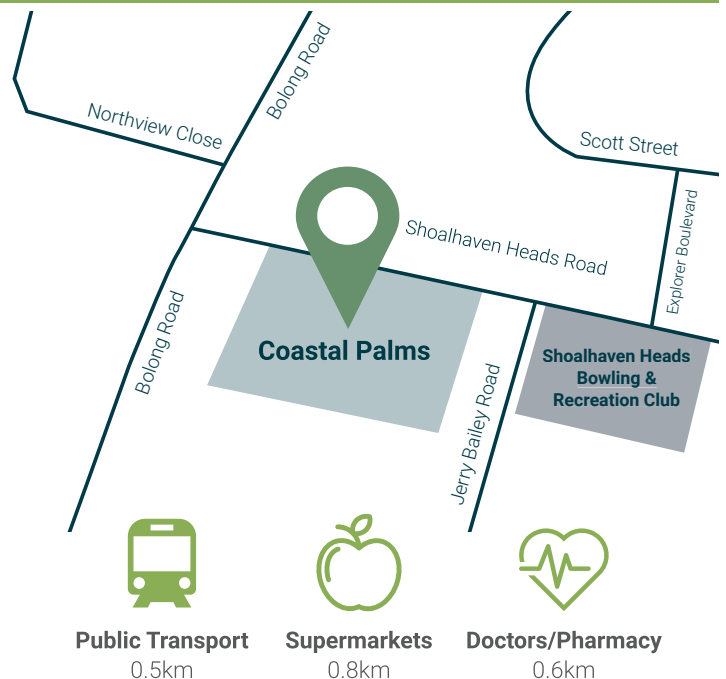 Bolong Road
Northview Close
Scott Street
Explorer Boulevard
Shoalhaven Heads Road
Bolong Road
Coastal Palms
Jerry Bailey Road
Shoalhaven Heads
Bowling &
Recreation Club
Public Transport
0.5km
Supermarkets
0.8km
Doctors/Pharmacy
0.6km